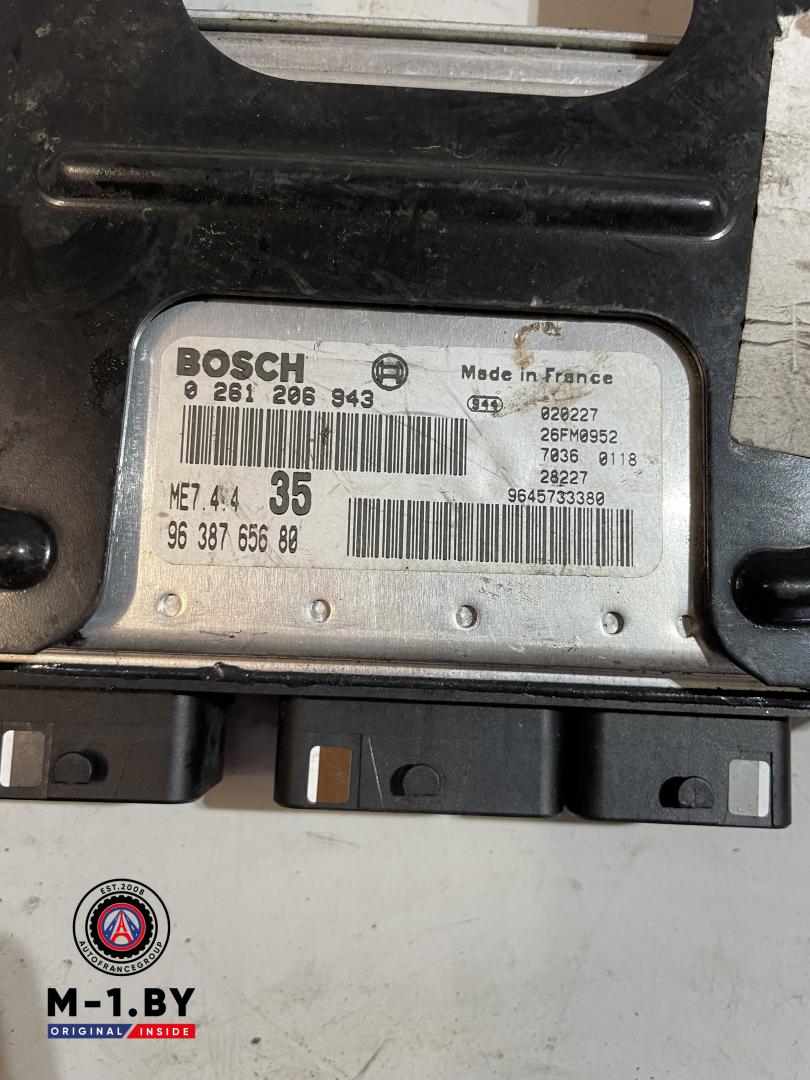 BOSCH
Made in France
0 261 206 943
944
020227
26FM0952
7036 0118
28227
ME7.4.4 35
9645733380
96 387 656 80
EST.2008
AUTOFRANCEGROUP
M-1.BY
ORIGINAL INSIDE